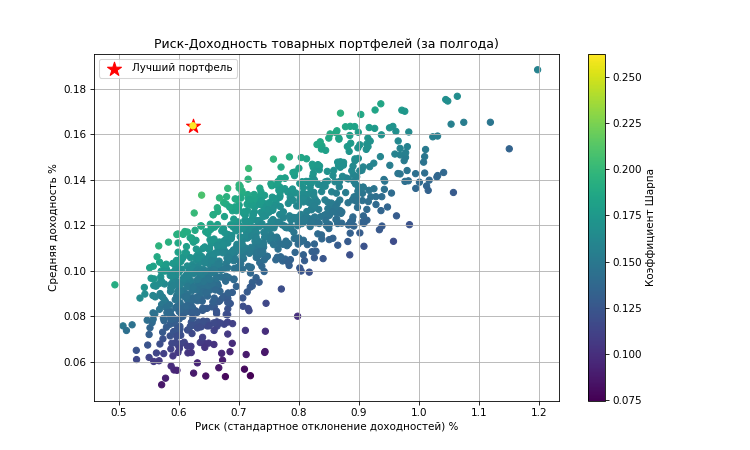 Риск-Доходность товарных портфелей (за полгода)
Лучший портфель
Средняя доходность %
0.18
0.16
0.14
0.12
0.10
0.08
0.06
0.5 0.6 0.7 0.8 0.9 1.0 1.1 1.2
Риск (стандартное отклонение доходностей) %
0.250
0.225
0.200
0.175
0.150
0.125
0.100
0.075
Коэффициент Шарпа